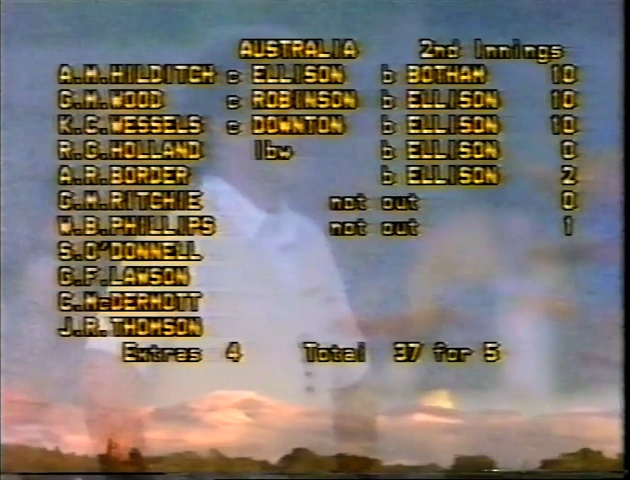 AUSTRALIA 2nd Innings
A.M.HILDITCH c ELLISON b BOTHAM 10
G.M.WOOD c ROBINSON b ELLISON 10
K.C.WESSELS c DOWNTON b ELLISON 10
R.G.HOLLAND lbw b ELLISON 0
A.R.BORDER b ELLISON 2
G.M.RITCHIE not out 0
W.B.PHILLIPS not out 1
S.O'DONNELL
G.F.LAWSON
C.McDERMOTT
J.R.THOMSON
Extras 4 Total 37 for 5